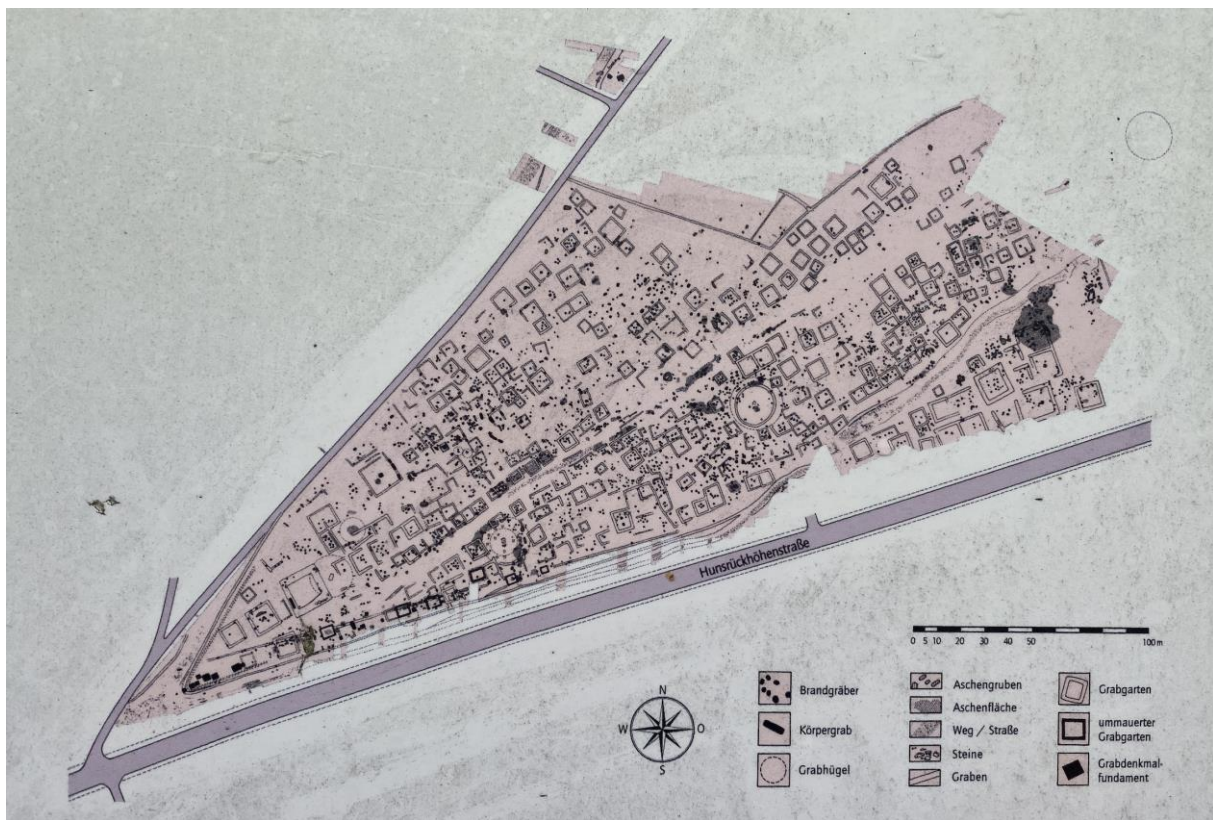 Hunsrückhöhenstraße
0 5 10 20 30 40 50 100 m
N
W O
S
Brandgräber
Körpergrab
Grabhügel
Aschengruben
Aschenfläche
Weg / Straße
Steine
Graben
Grabgarten
ummauerter
Grabgarten
Grabdenkmal-
fundament